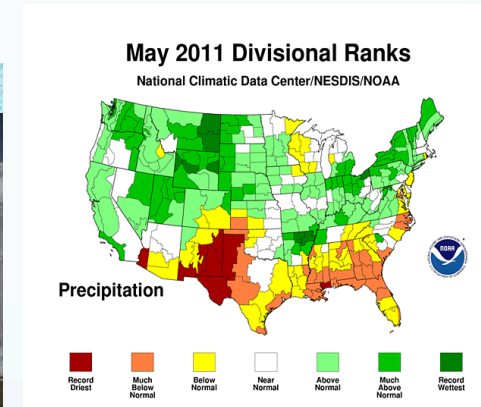 May 2011 Divisional Ranks
National Climatic Data Center/NESDIS/NOAA
NOAA
Precipitation
Record
Driest
Much
Below
Normal
Below
Normal
Near
Normal
Above
Normal
Much
Above
Normal
Record
Wettest